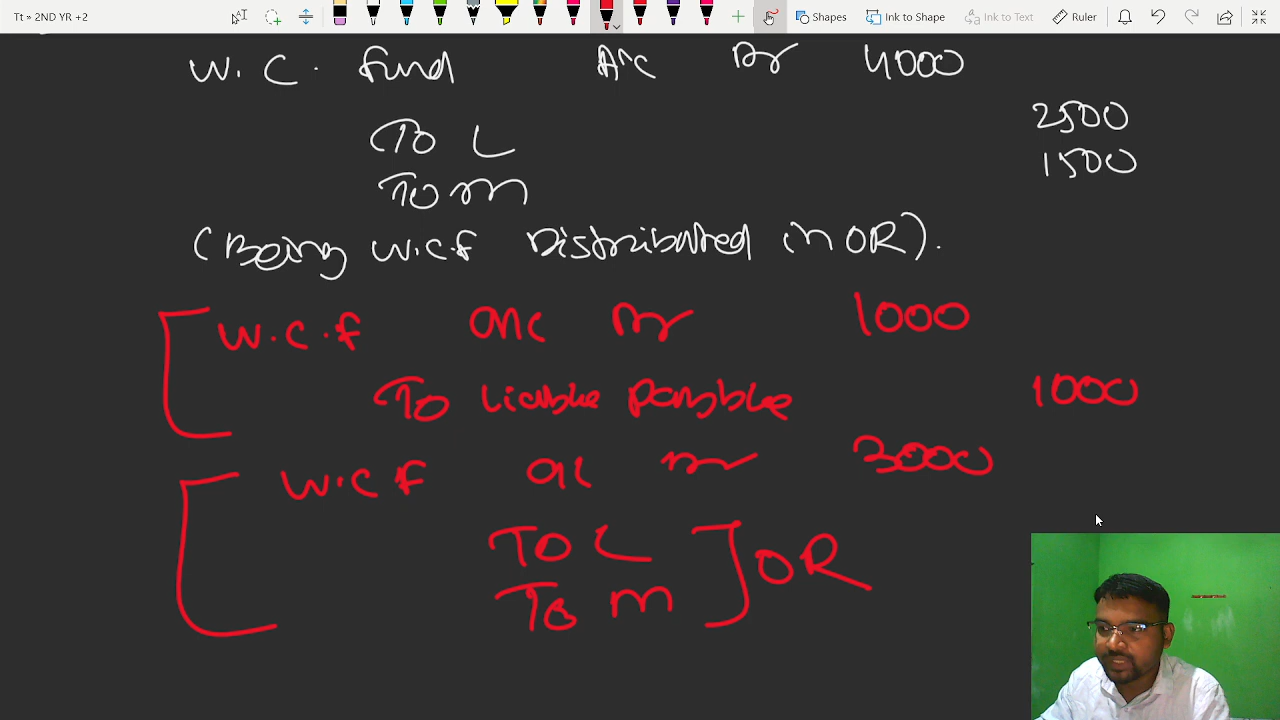 Tt » 2ND YR +2
Shapes Ink to Shape Ink to Text Ruler
W. C. Fund A/c Dr 4000
To L 2500
To M 1500
(Being W.C.F Distributed in OR).
W.C.F a/c Dr 1000
To Liable payable 1000
W.C.F ac Dr 3000
To L
To M ] OR